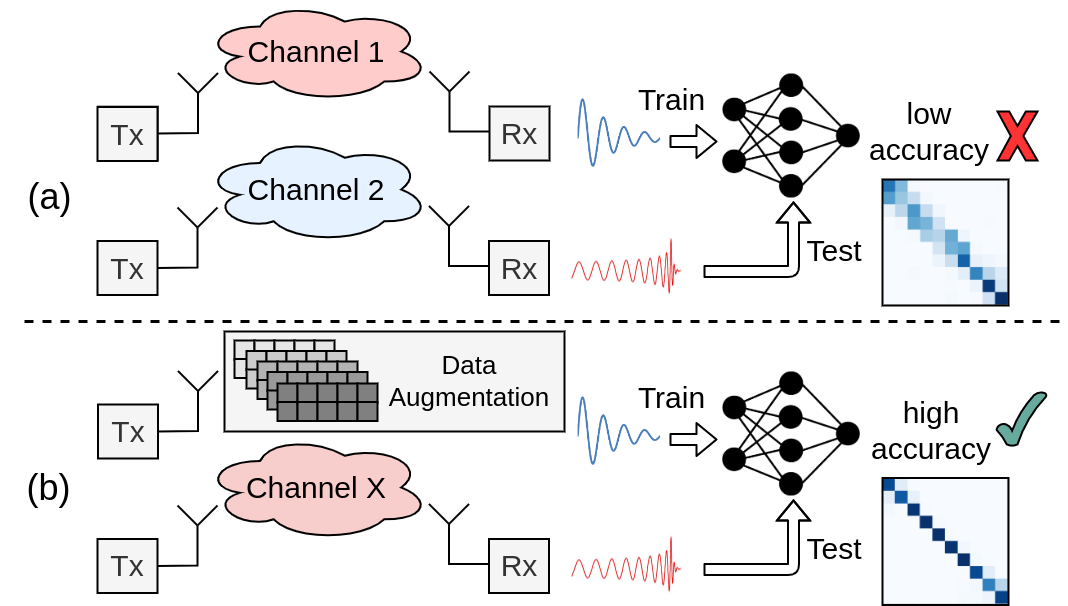 Channel 1
Tx
Rx
Train
low
accuracy
X
(a)
Channel 2
Tx
Rx
Test
Data
Augmentation
Tx
Train
high
accuracy
(b)
Channel X
Tx
Rx
Test